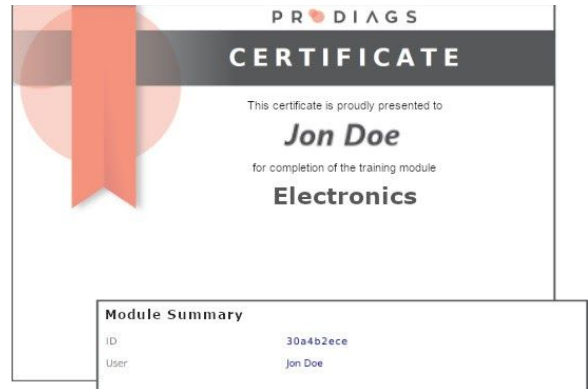 PRODIAGS
CERTIFICATE
This certificate is proudly presented to
Jon Doe
for completion of the training module
Electronics
Module Summary
ID 30a4b2ece
User Jon Doe